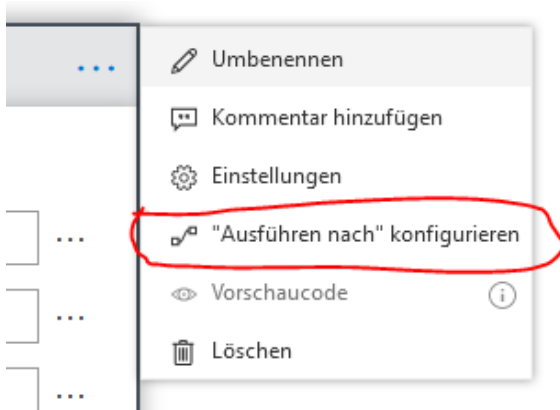 Umbenennen
Kommentar hinzufügen
Einstellungen
"Ausführen nach" konfigurieren
Vorschaucode
Löschen